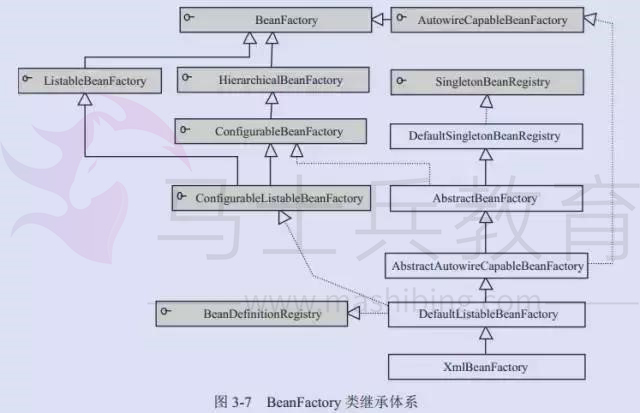 BeanFactory
AutowireCapableBeanFactory
ListableBeanFactory
HierarchicalBeanFactory
SingletonBeanRegistry
ConfigurableBeanFactory
DefaultSingletonBeanRegistry
ConfigurableListableBeanFactory
AbstractBeanFactory
马士兵教育
AbstractAutowireCapableBeanFactory
www.mashibing.com
BeanDefinitionRegistry
DefaultListableBeanFactory
XmlBeanFactory
图 3-7 BeanFactory 类继承体系